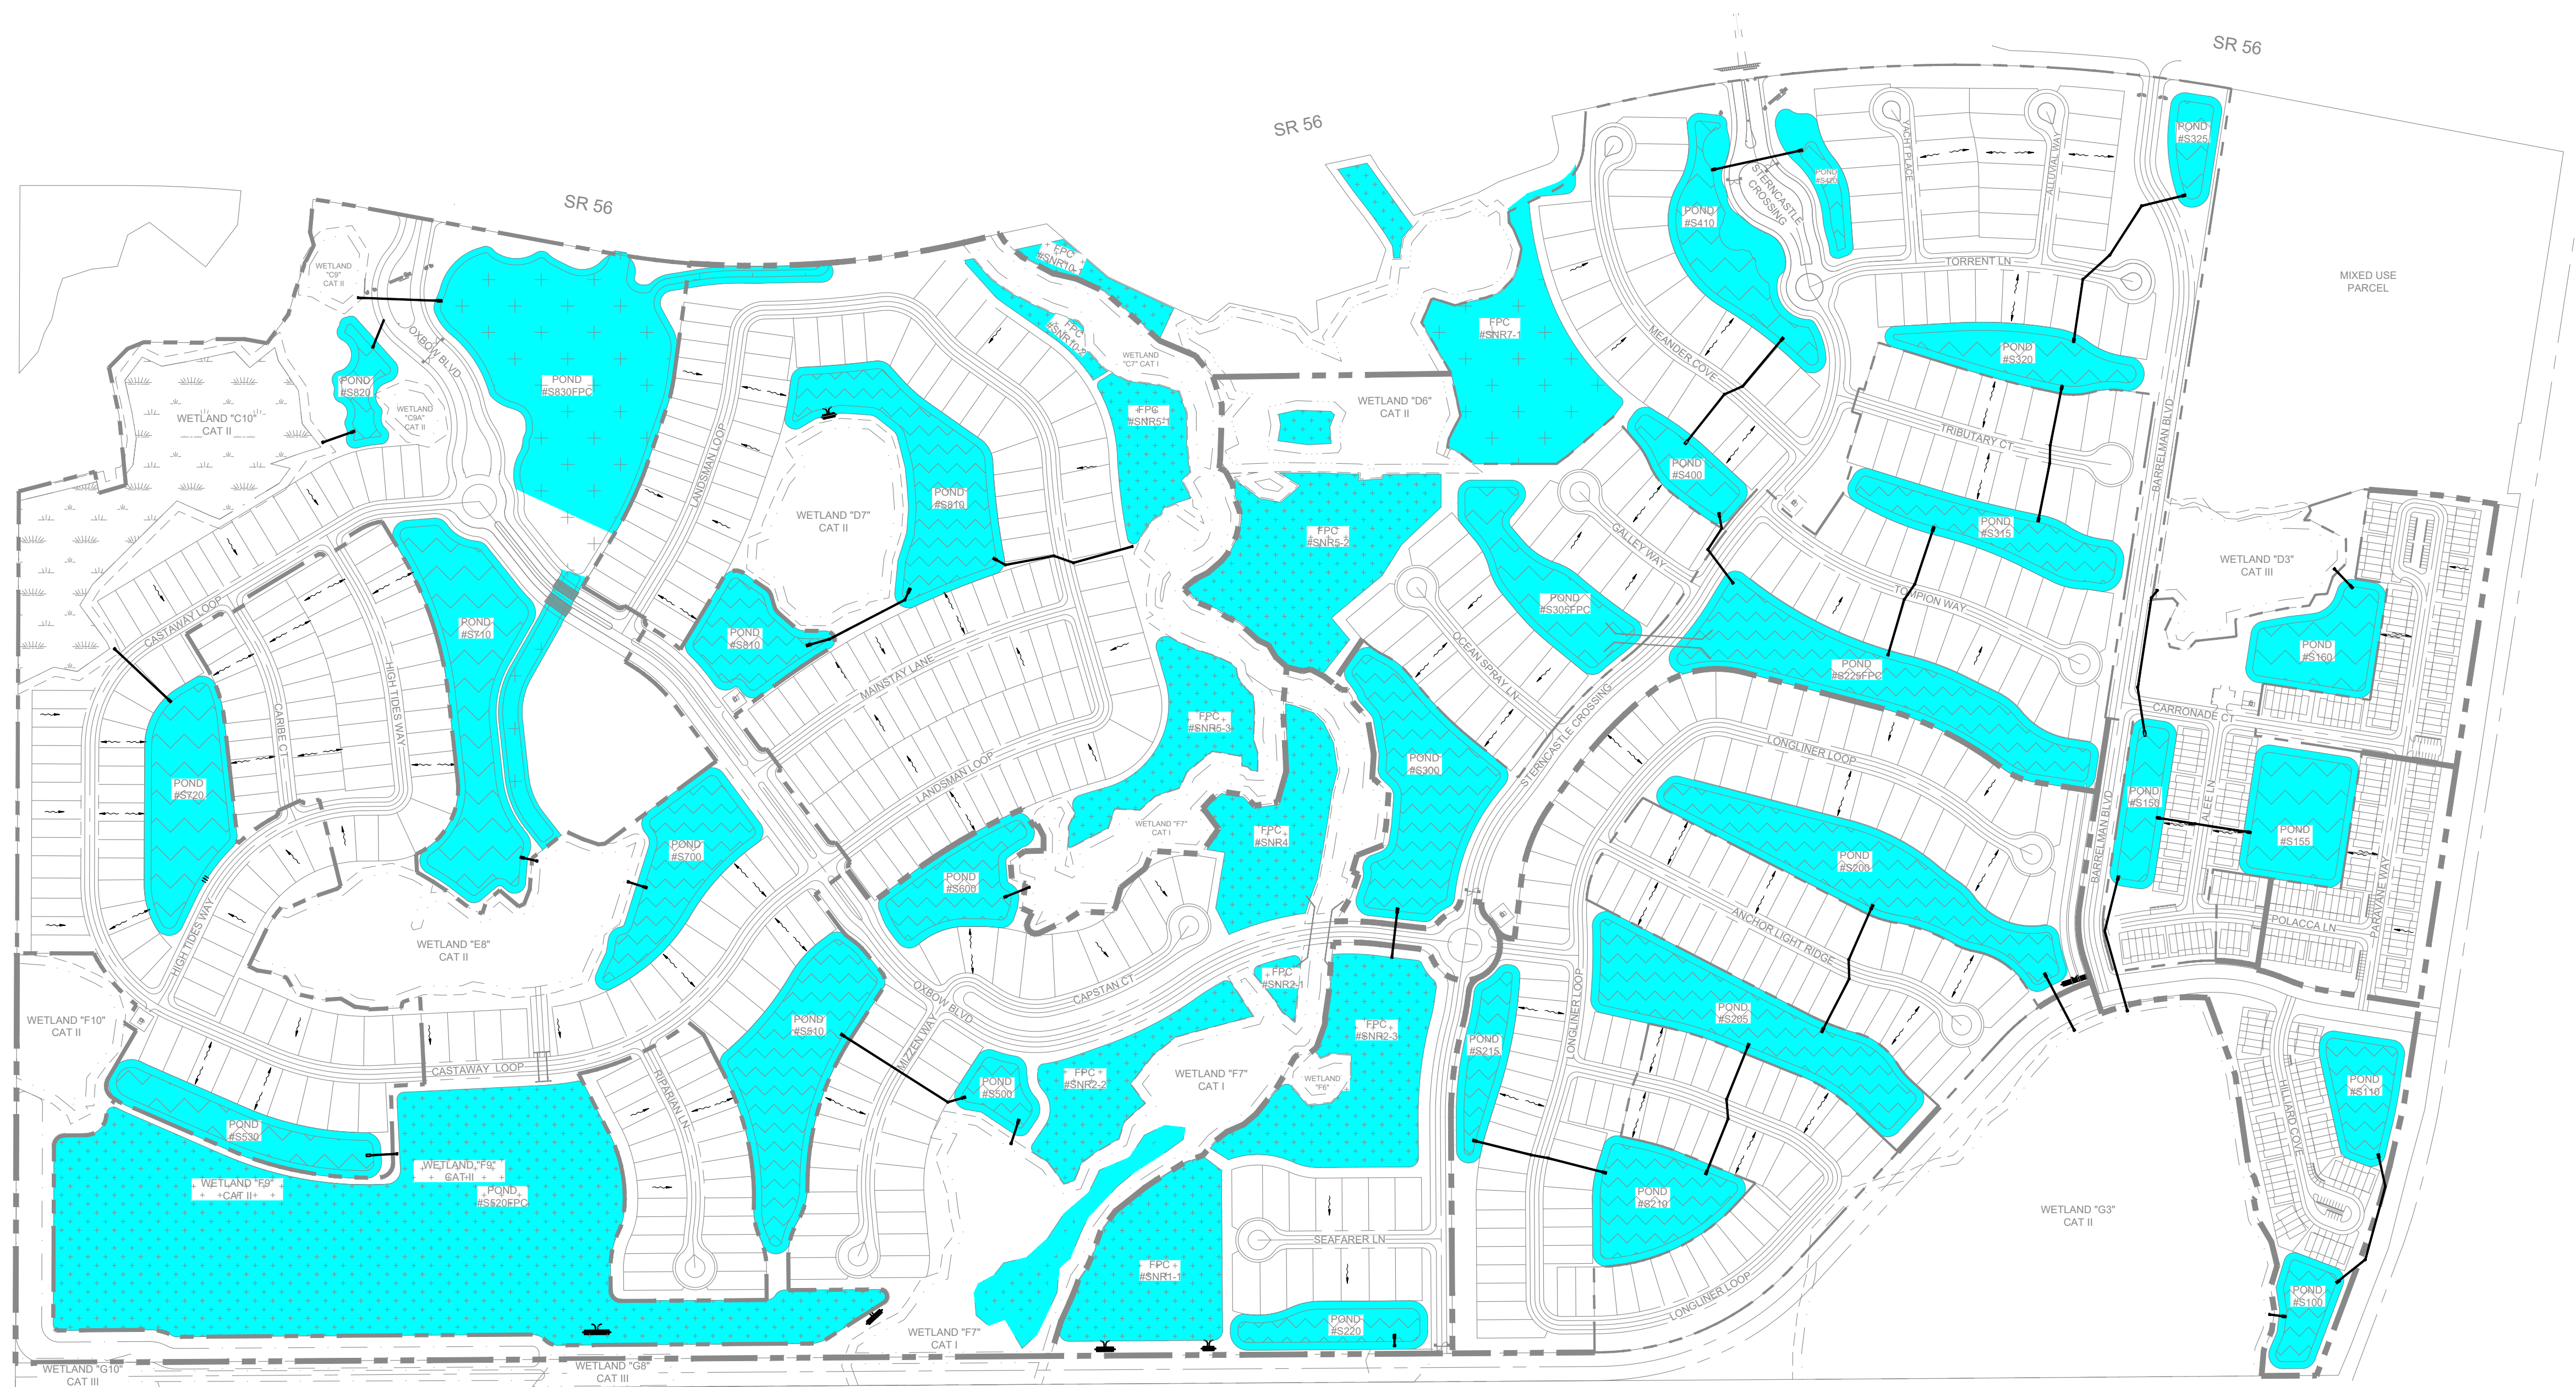 SR 56
SR 56
SR 56
POND
#S325
YACHT PLACE
ALLUVIAL WAY
POND
#S420
STERNCASTLE
CROSSING
POND
#S410
TORRENT LN
MIXED USE
PARCEL
WETLAND
"C9"
CAT II
OXBOW BLVD
FPC
#SNR10-1
FPC
#SNR10-2
WETLAND
"C7" CAT I
FPC
#SNR7-1
MEANDER COVE
POND
#S320
POND
#S820
POND
#S830FPC
WETLAND
"C9A"
CAT II
WETLAND "C10"
CAT II
FPC
#SNR5-1
WETLAND "D6"
CAT II
TRIBUTARY CT
BARRELMAN BLVD
LANDSMAN LOOP
POND
#S400
POND
#S810
WETLAND "D7"
CAT II
FPC
#SNR5-2
GALLEY WAY
POND
#S315
WETLAND "D3"
CAT III
CASTAWAY LOOP
POND
#S710
POND
#S305FPC
TOMPION WAY
POND
#S810
MAINSTAY LANE
OCEAN SPRAY LN
POND
#S225FPC
POND
#S160
HIGH TIDES WAY
CARIBE CT
FPC
#SNR5-3
STERNCASTLE CROSSING
CARRONADE CT
LONGLINER LOOP
POND
#S720
LANDSMAN LOOP
POND
#S300
POND
#S150
ALEE LN
POND
#S155
BARRELMAN BLVD
WETLAND "F7"
CAT I
FPC
#SNR4
POND
#S700
POND
#S600
POND
#S200
PARAVANE WAY
POLACCA LN
ANCHOR LIGHT RIDGE
HIGH TIDES WAY
WETLAND "E8"
CAT II
CAPSTAN CT
OXBOW BLVD
FPC
#SNR2-1
LONGLINER LOOP
WETLAND "F10"
CAT II
POND
#S510
MIZZEN WAY
FPC
#SNR2-3
POND
#S215
POND
#S205
CASTAWAY LOOP
RIPARIAN LN
POND
#S500
FPC
#SNR2-2
WETLAND "F7"
CAT I
WETLAND
"F6"
HILLIARD COVE
POND
#S110
POND
#S530
WETLAND "F9"
CAT II
WETLAND "F9"
CAT II
POND
#S520FPC
POND
#S210
WETLAND "G3"
CAT II
SEAFARER LN
FPC
#SNR1-1
LONGLINER LOOP
POND
#S100
POND
#S220
WETLAND "F7"
CAT I
WETLAND "G10"
CAT III
WETLAND "G8"
CAT III